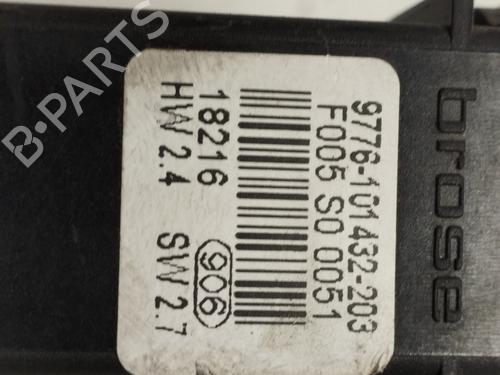 brose
9776-101432-203
F005 S0 0051
18216 906
HW 2.4 SW 2.7
B-PARTS